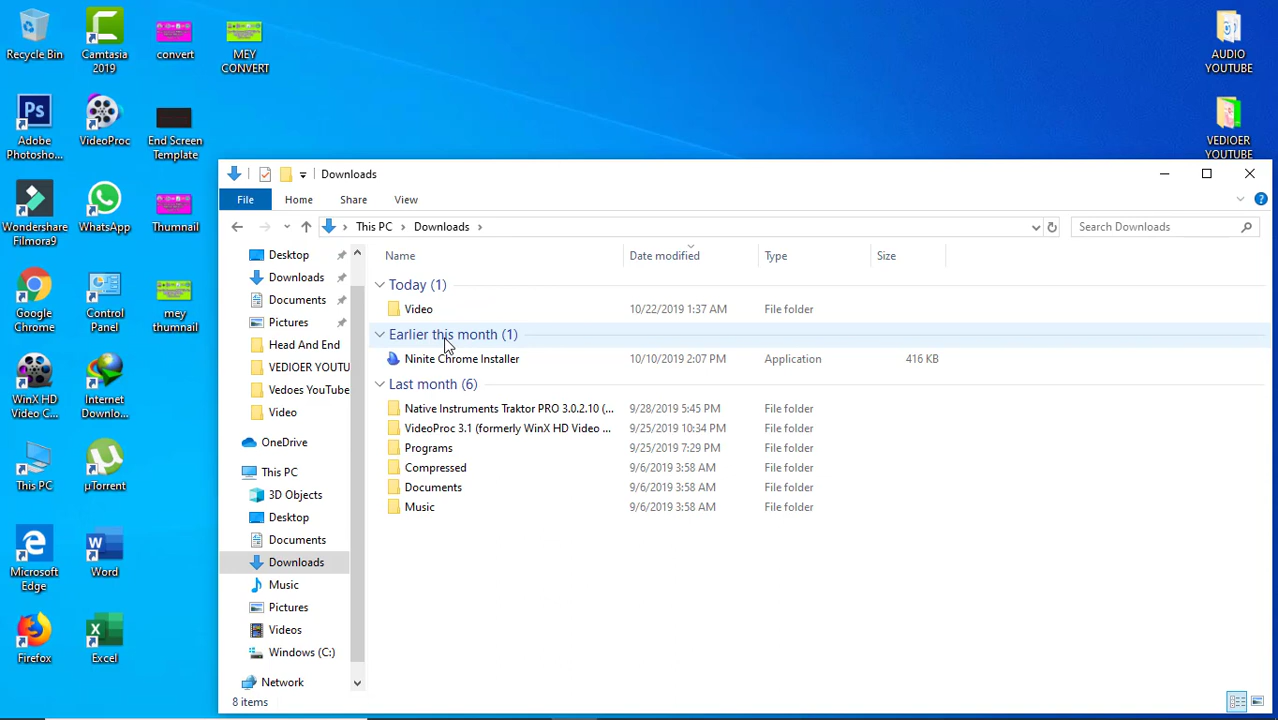 Recycle Bin
Camtasia
2019
convert
MEY
CONVERT
AUDIO
YOUTUBE
Ps
Adobe
Photosho...
VideoProc
End Screen
Template
VEDIOER
YOUTUBE
Wondershare
Filmora9
WhatsApp
Thumnail
Google
Chrome
Control
Panel
mey
thumnail
WinX HD
Video C...
Internet
Downlo...
This PC
µTorrent
Microsoft
Edge
Word
Firefox
Excel
Downloads
File
Home
Share
View
This PC
Downloads
Search Downloads
Desktop
Downloads
Documents
Pictures
Head And End
VEDIOER YOUTU
Vedoes YouTube
Video
OneDrive
This PC
3D Objects
Desktop
Documents
Downloads
Music
Pictures
Videos
Windows (C:)
Network
Name Date modified Type Size
Today (1)
Video 10/22/2019 1:37 AM File folder
Earlier this month (1)
Ninite Chrome Installer 10/10/2019 2:07 PM Application 416 KB
Last month (6)
Native Instruments Traktor PRO 3.0.2.10 (... 9/28/2019 5:45 PM File folder
VideoProc 3.1 (formerly WinX HD Video ... 9/25/2019 10:34 PM File folder
Programs 9/25/2019 7:29 PM File folder
Compressed 9/6/2019 3:58 AM File folder
Documents 9/6/2019 3:58 AM File folder
Music 9/6/2019 3:58 AM File folder
8 items